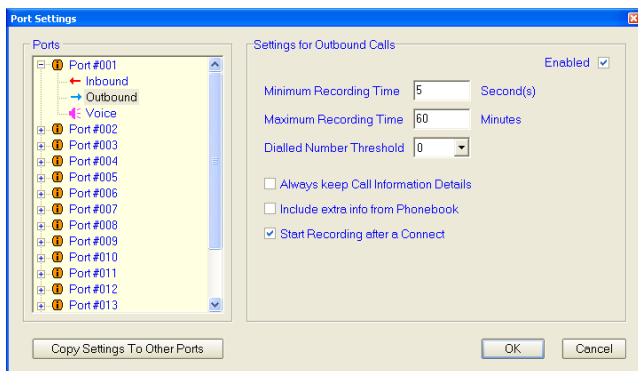 Port Settings
Ports
Port #001
Inbound
Outbound
Voice
Port #002
Port #003
Port #004
Port #005
Port #006
Port #007
Port #008
Port #009
Port #010
Port #011
Port #012
Port #013
Copy Settings To Other Ports
Settings for Outbound Calls
Enabled
Minimum Recording Time 5 Second(s)
Maximum Recording Time 60 Minutes
Dialled Number Threshold 0
Always keep Call Information Details
Include extra info from Phonebook
Start Recording after a Connect
OK Cancel